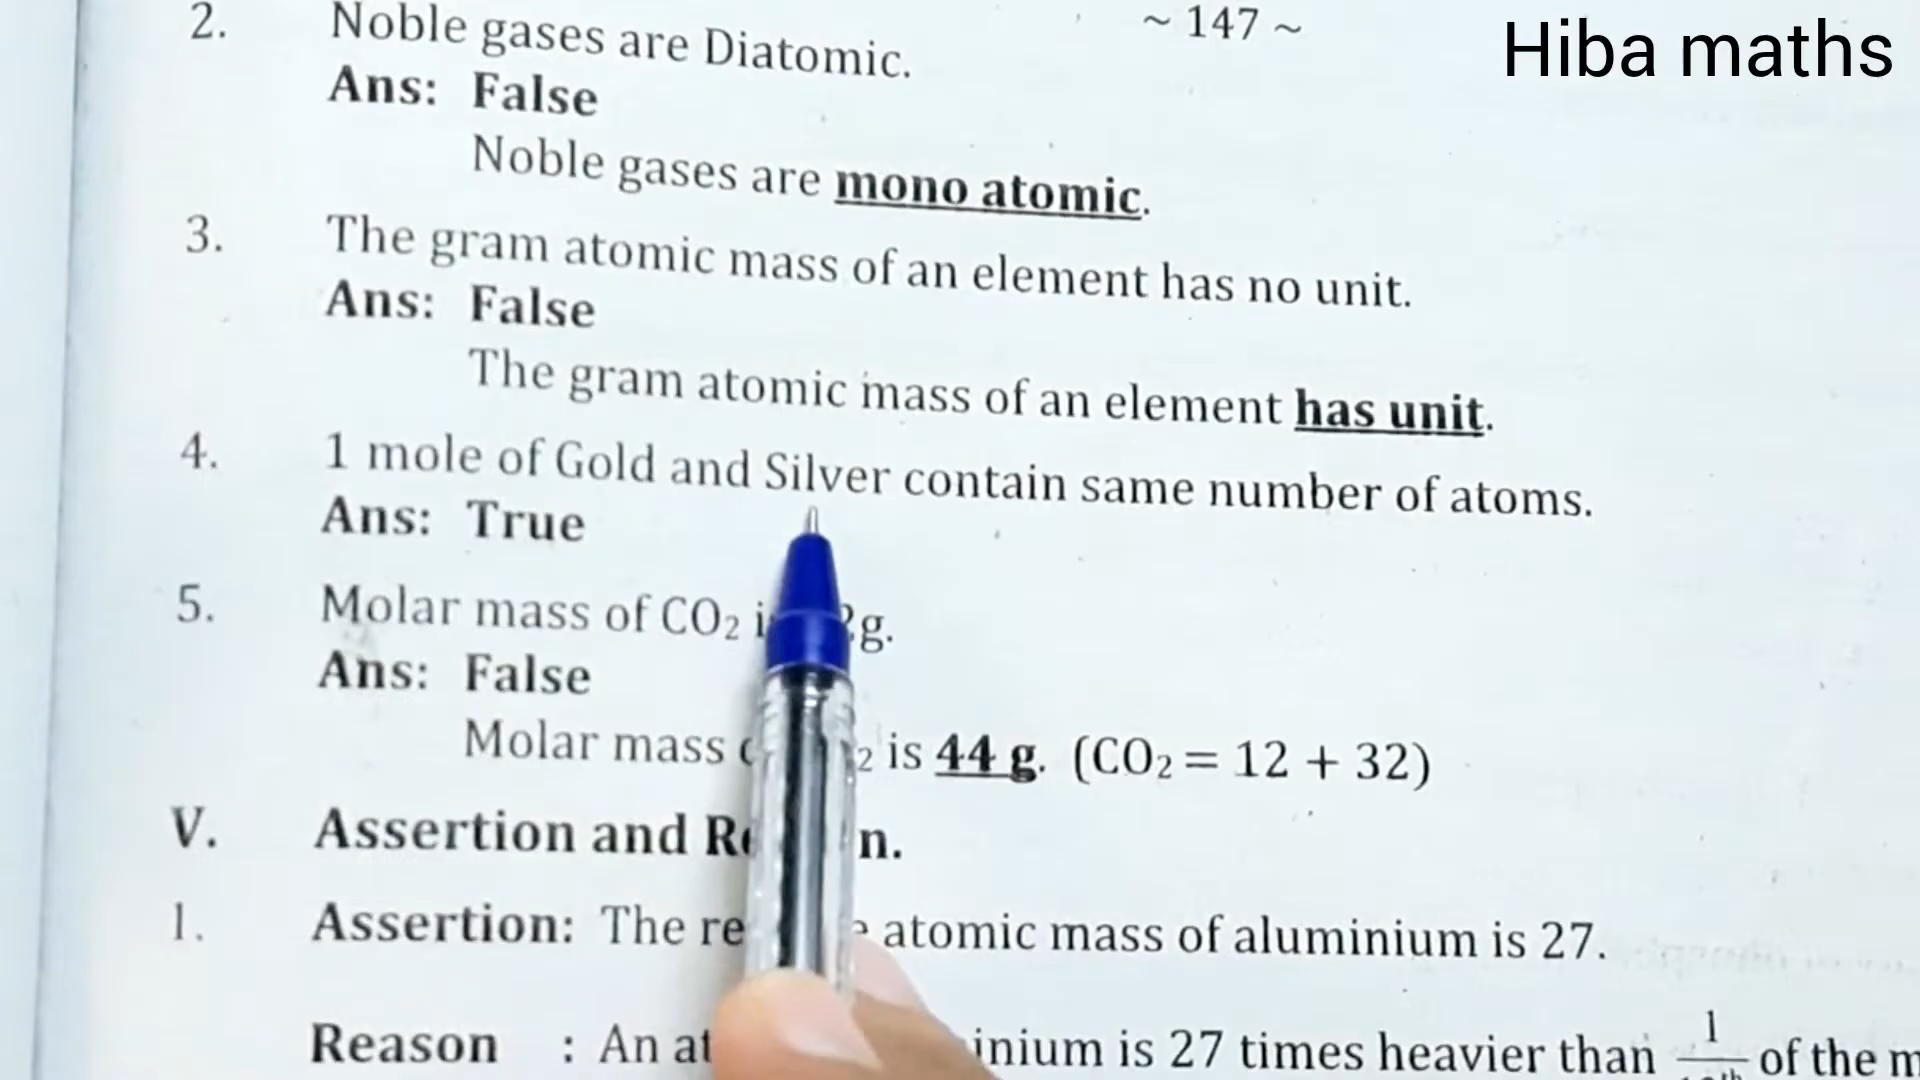 ~ 147 ~
Hiba maths
2. Noble gases are Diatomic.
Ans: False
Noble gases are mono atomic.
3. The gram atomic mass of an element has no unit.
Ans: False
The gram atomic mass of an element has unit.
4. 1 mole of Gold and Silver contain same number of atoms.
Ans: True
5. Molar mass of CO₂ g.
Ans: False
Molar mass is 44 g. (CO₂ = 12 + 32)
V. Assertion and
1. Assertion: The atomic mass of aluminium is 27.
Reason : An is 27 times heavier than 1 of the